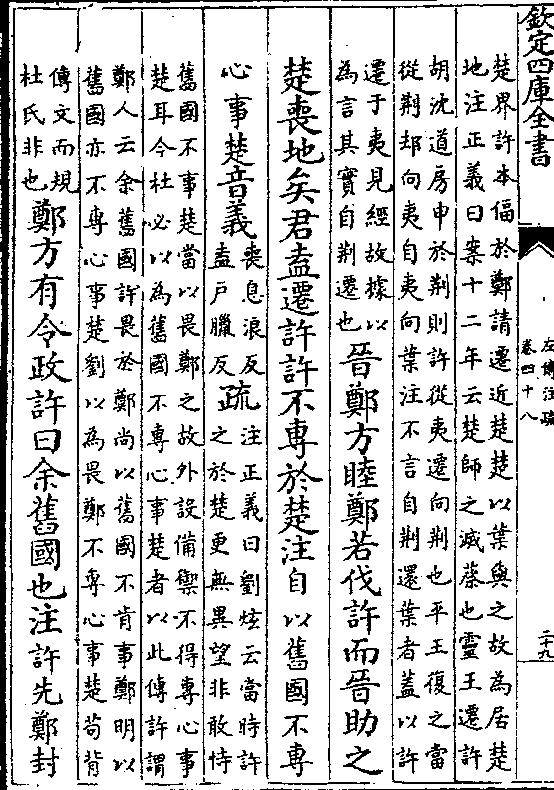 欽定四庫全書
左傳注疏
卷四十八
二十九
楚界許本偪於鄭請遷近楚楚以葉與之故為居楚
地注正義曰案十二年云楚師之滅蔡也靈王遷許
胡沈道房申於荆則許從夷遷向荆也平王復之當
從荆却向夷自夷向葉注不言自荆還葉者蓋以許
遷于夷見經故據以
為言其實自荆遷也
晉鄭方睦鄭若伐許而晉助之
楚喪地矣君盍遷許許不專於楚注自以舊國不專
心事楚音義
喪息浪反
盍戶臘反
疏
注正義曰劉炫云當時許
之於楚更無異望非敢恃
舊國不事楚當以畏鄭之故外設備禦不得專心事
楚耳今杜必以為舊國不專心事楚者以此傳許謂
鄭人云余舊國許畏於鄭尚以舊國不肯事鄭明以
舊國亦不專心事楚劉以為畏鄭不專心事楚苟背
傳文而規
杜氏非也
鄭方有令政許曰余舊國也注許先鄭封